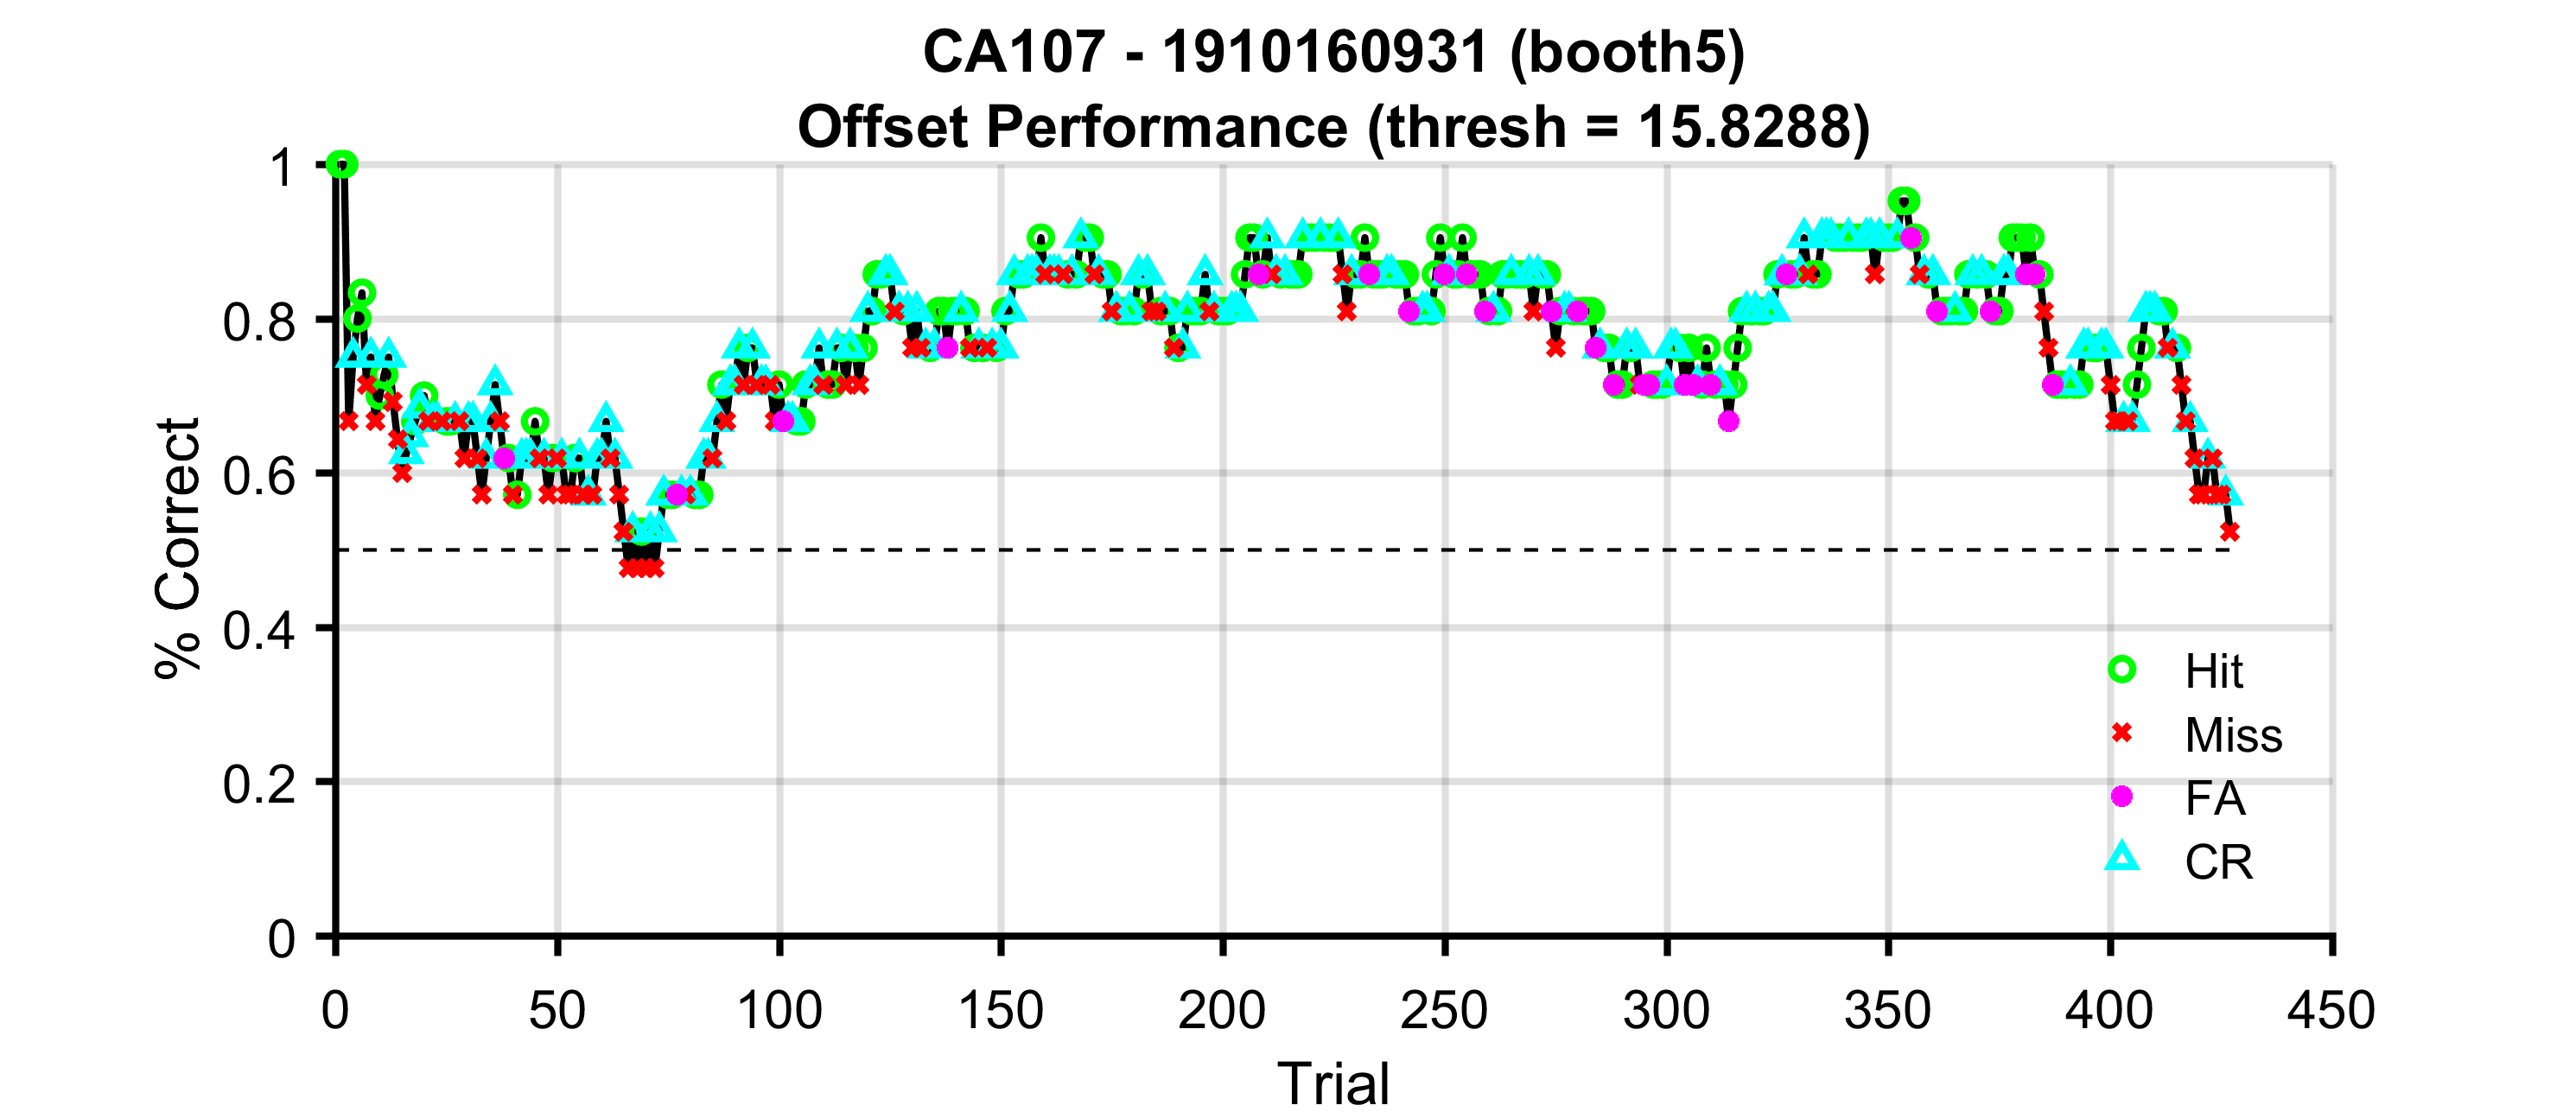 CA107 - 1910160931 (booth5)
Offset Performance (thresh = 15.8288)
% Correct
1
0.8
0.6
0.4
0.2
0
0 50 100 150 200 250 300 350 400 450
Trial
Hit
Miss
FA
CR